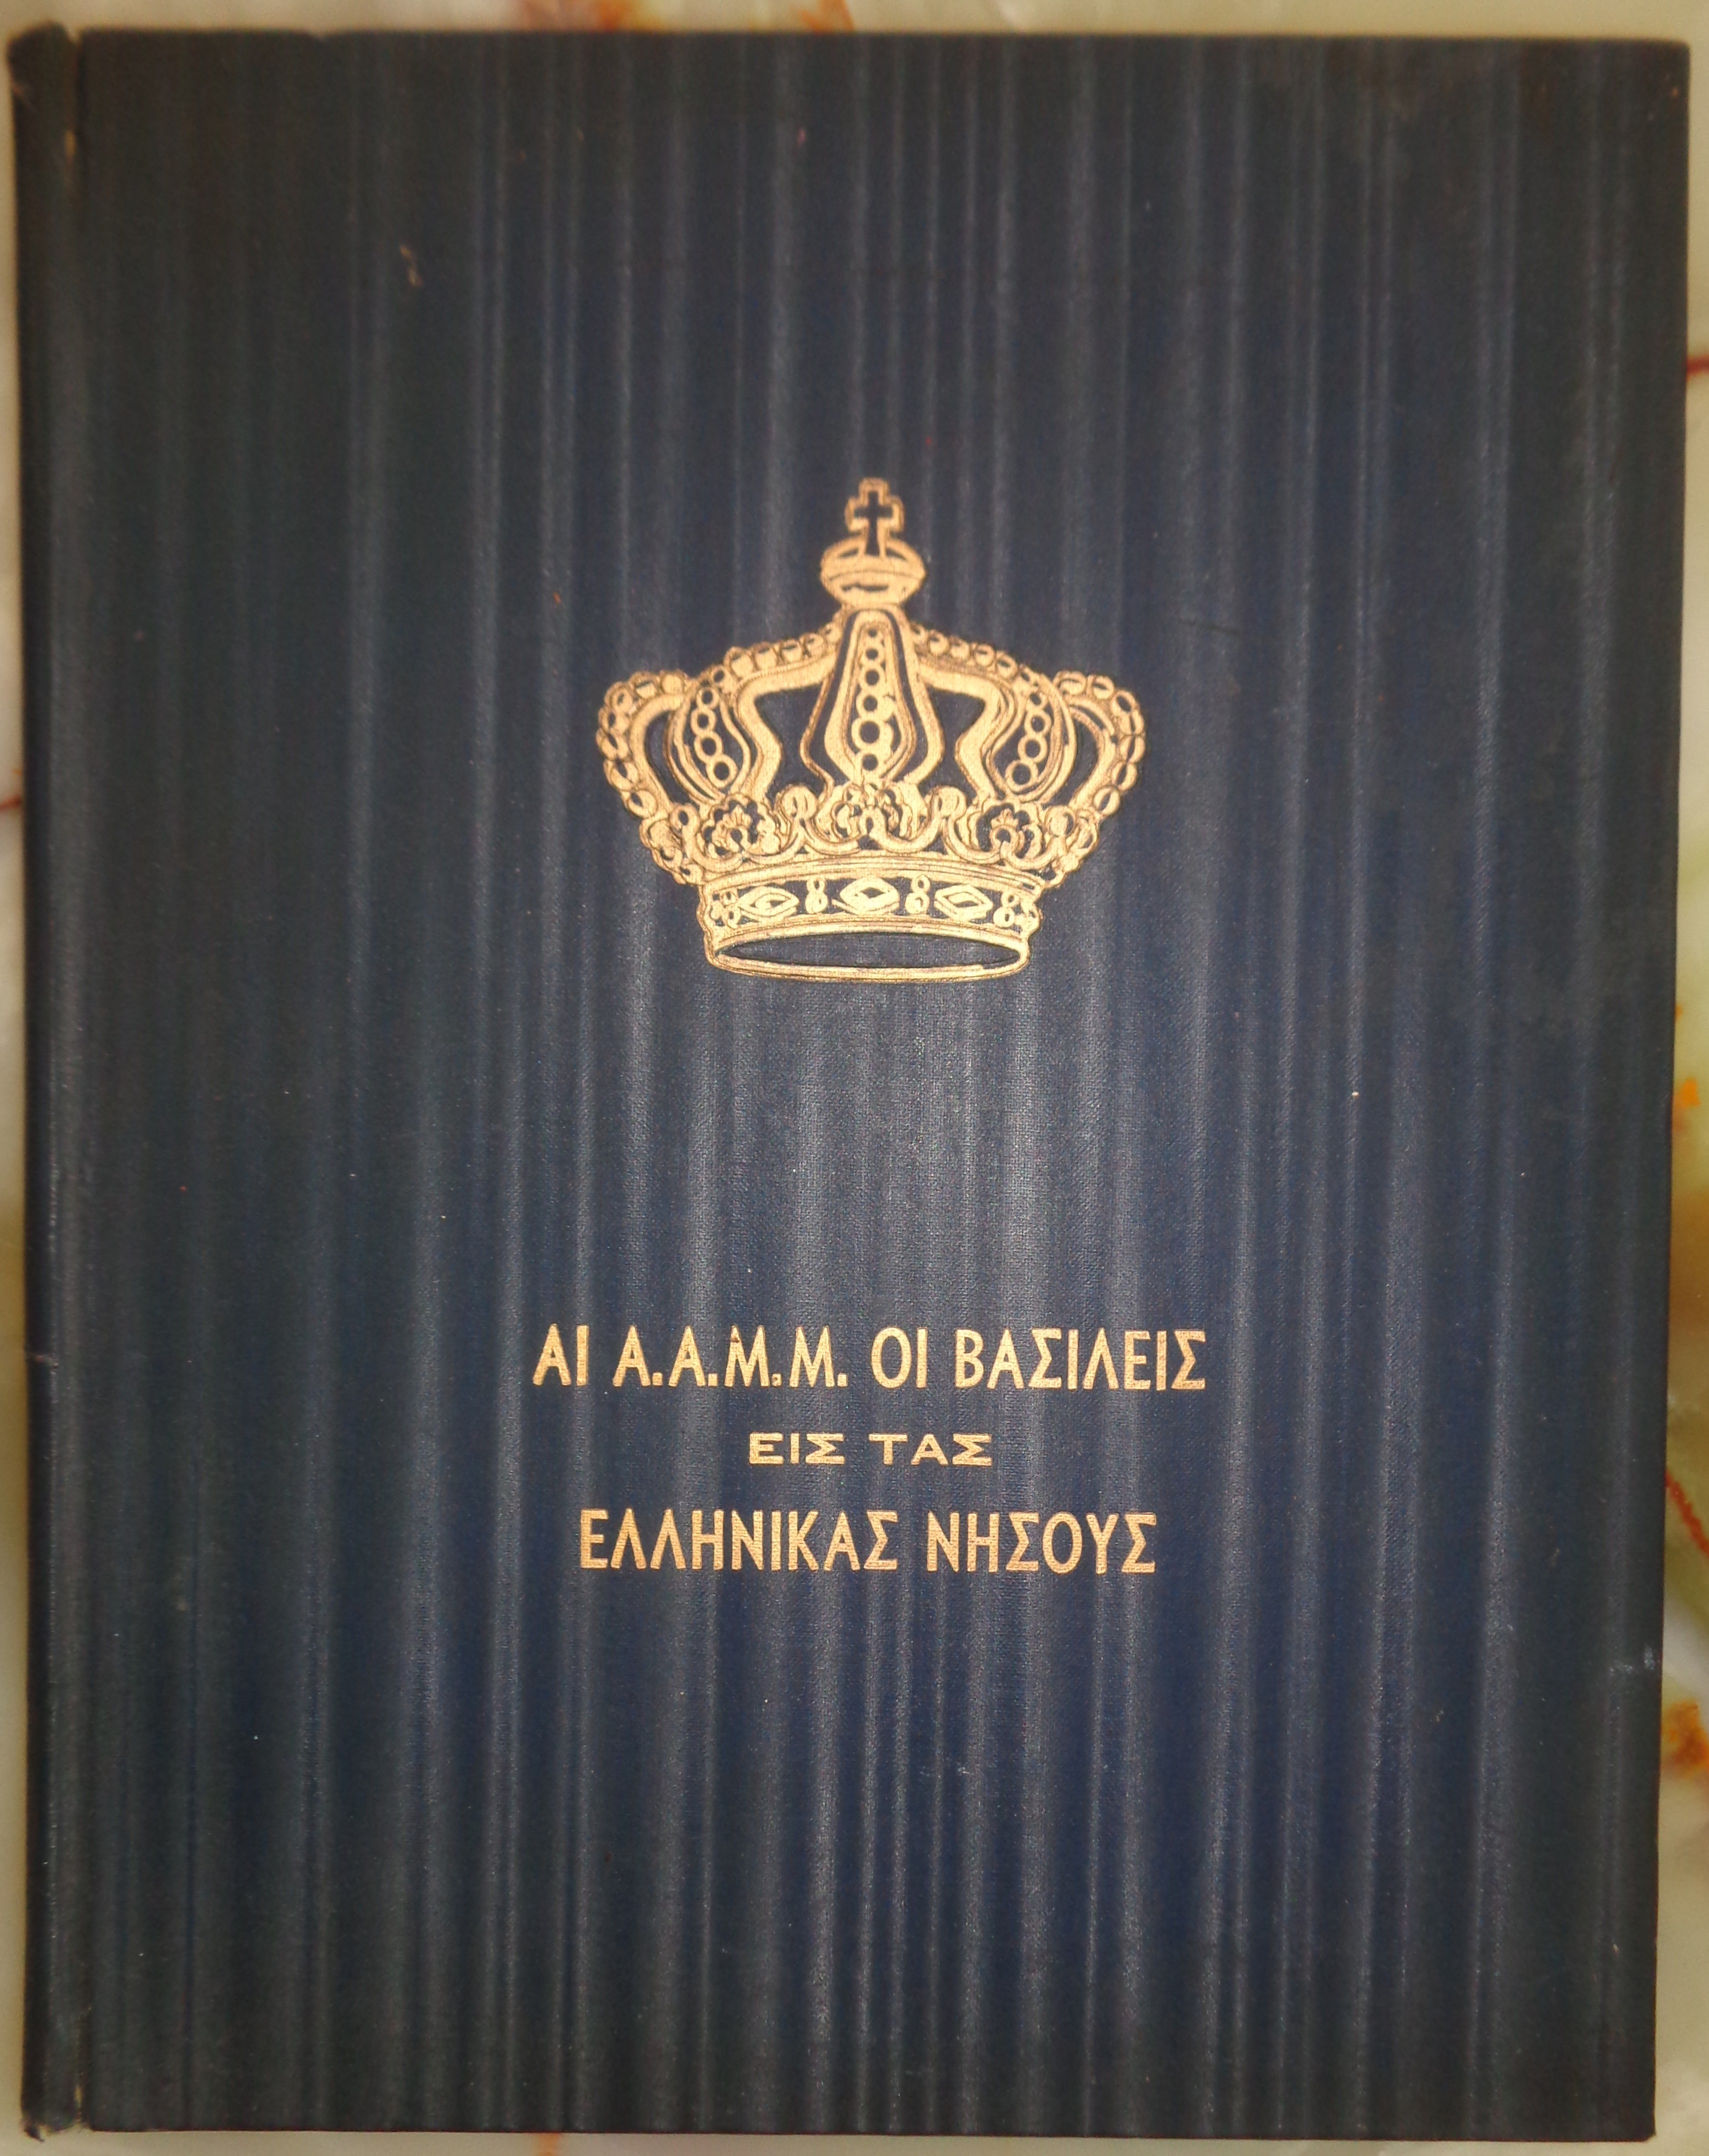 ΑΙ Α.Α.Μ.Μ. ΟΙ ΒΑΣΙΛΕΙΣ
ΕΙΣ ΤΑΣ
ΕΛΛΗΝΙΚΑΣ ΝΗΣΟΥΣ